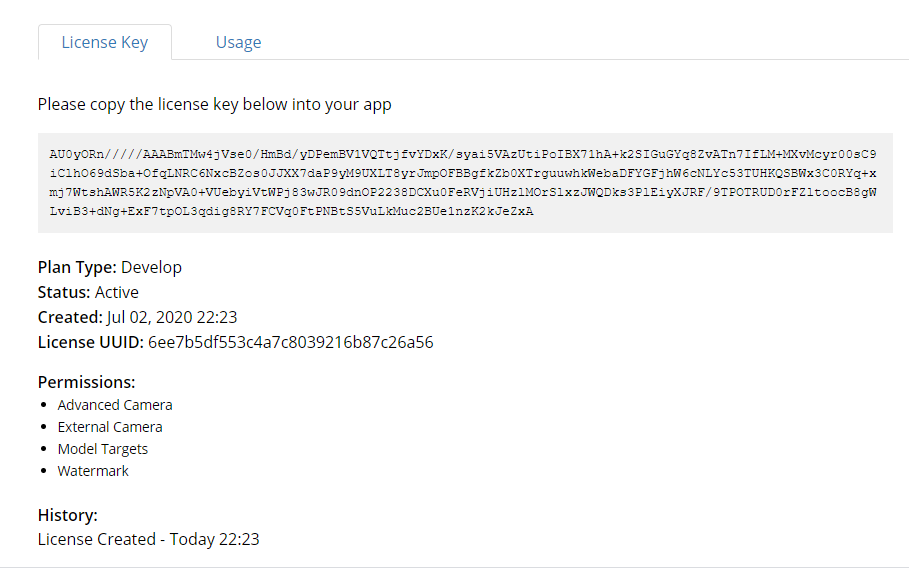 License Key
Usage
Please copy the license key below into your app
AU0yORn/////AAABmTMw4jVse0/HmBd/yDPemBV1VQTtjfvYDxK/syai5VAzUtiPoIBX71hA+k2SIGuGYq8ZvATn7IfLM+MXvMcyr00sC9
iClhO69dSba+OfqLNRC6NxcBZos0JJXX7daP9yM9UXLT8yrJmpOFBBgfkZb0XTrguuwhkWebaDFYGFjhW6cNLYc53TUHKQSBWx3C0RYq+x
mj7WtshAWR5K2zNpVA0+VUebyiVtWPj83wJR09dnOP2238DCXu0FeRVjiUHzlMOrSlxzJWQDks3PlEiyXJRF/9TPOTRUD0rFZltoocB8gW
LviB3+dNg+ExF7tpOL3qdig8RY7FCVq0FtPNBtS5VuLkMuc2BUe1nzK2kJeZxA
Plan Type: Develop
Status: Active
Created: Jul 02, 2020 22:23
License UUID: 6ee7b5df553c4a7c8039216b87c26a56
Permissions:
Advanced Camera
External Camera
Model Targets
Watermark
History:
License Created - Today 22:23